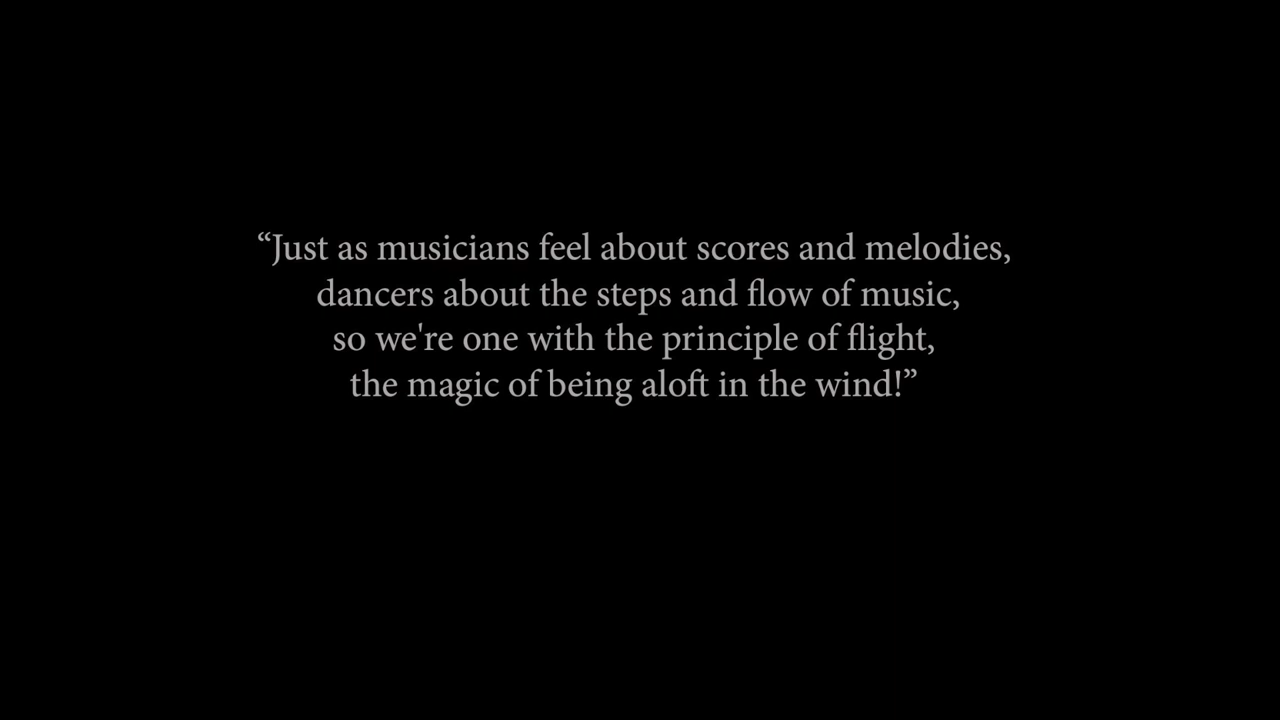 “Just as musicians feel about scores and melodies,
dancers about the steps and flow of music,
so we're one with the principle of flight,
the magic of being aloft in the wind!”